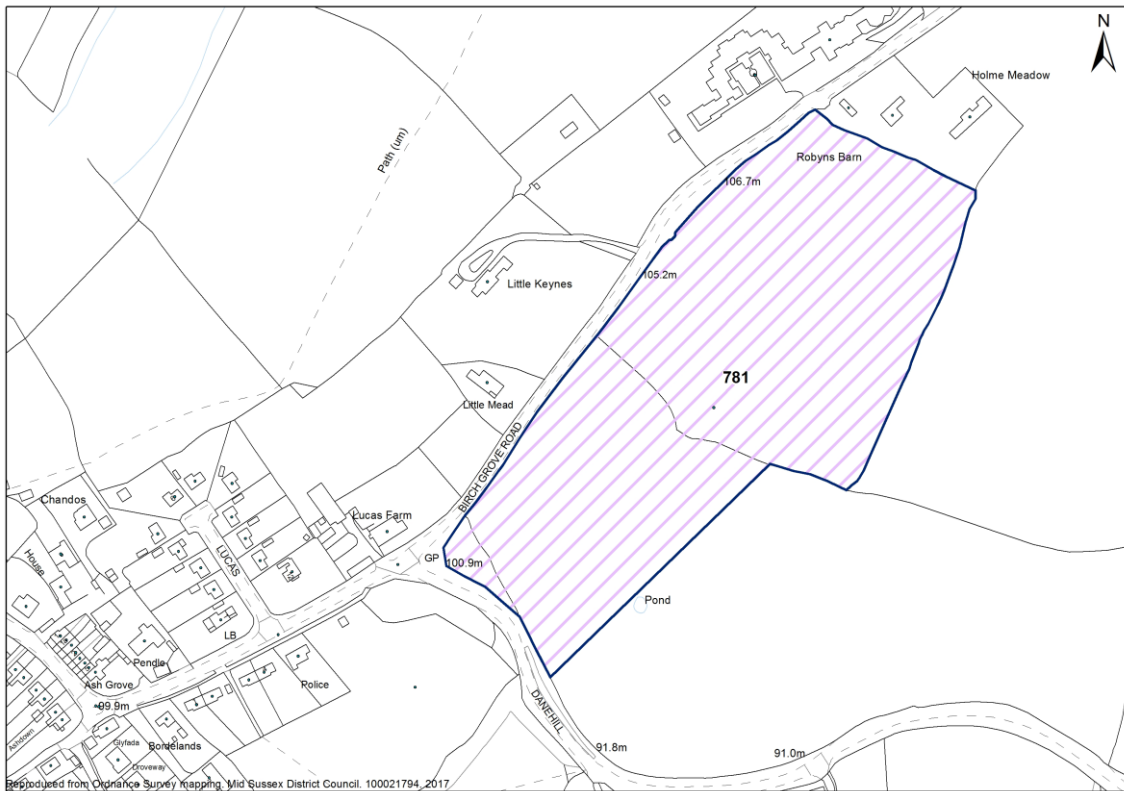 N
Holme Meadow
Path (um)
Robyns Barn
106.7m
105.2m
Little Keynes
781
Little Mead
BIRCH GROVE ROAD
Chandos
Lucas Farm
House
LUCAS
GP
100.9m
Pond
LB
Pendle
Police
Ash Grove
99.9m
DANEHILL
Ashdown
Glyfada
Bordelands
Droveway
91.8m
91.0m
Reproduced from Ordnance Survey mapping. Mid Sussex District Council. 100021794, 2017